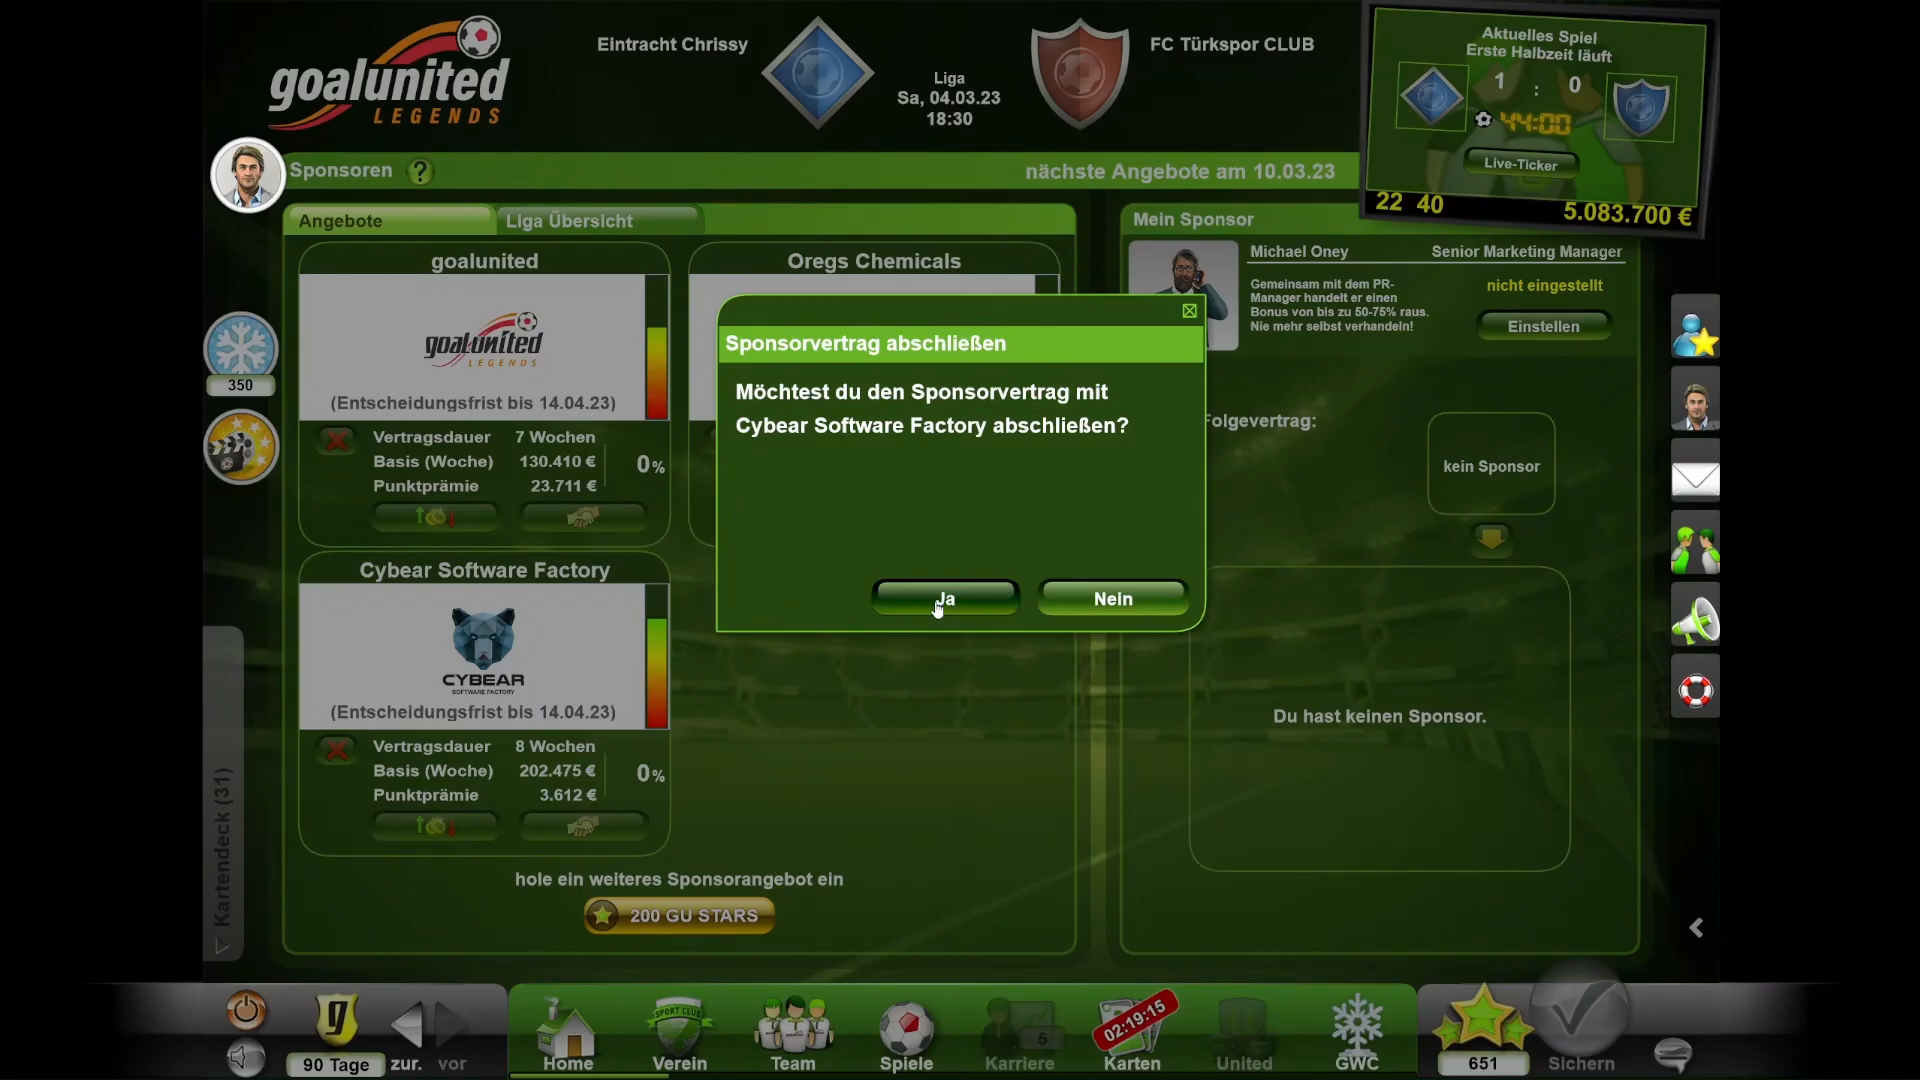 goalunited
LEGENDS
Eintracht Chrissy
Liga
Sa, 04.03.23
18:30
FC Türkspor CLUB
Aktuelles Spiel
Erste Halbzeit läuft
1 : 0
44:00
Live-Ticker
22 40 5.083.700 €
Sponsoren ?
nächste Angebote am 10.03.23
Angebote
Liga Übersicht
Mein Sponsor
goalunited
goalunited
LEGENDS
(Entscheidungsfrist bis 14.04.23)
Vertragsdauer 7 Wochen
Basis (Woche) 130.410 €
Punktprämie 23.711 €
0%
Oregs Chemicals
Michael Oney Senior Marketing Manager
Gemeinsam mit dem PR-
Manager handelt er einen
Bonus von bis zu 50-75% raus.
Nie mehr selbst verhandeln!
nicht eingestellt
Einstellen
350
Sponsorvertrag abschließen
Möchtest du den Sponsorvertrag mit
Cybear Software Factory abschließen?
Ja
Nein
Folgevertrag:
kein Sponsor
Cybear Software Factory
CYBEAR
SOFTWARE FACTORY
(Entscheidungsfrist bis 14.04.23)
Vertragsdauer 8 Wochen
Basis (Woche) 202.475 €
Punktprämie 3.612 €
0%
Du hast keinen Sponsor.
Kartendeck (31)
hole ein weiteres Sponsorangebot ein
200 GU STARS
g
90 Tage
zur.
vor
Home
SPORT CLUB
Verein
Team
Spiele
5
Karriere
02:19:15
Karten
United
GWC
651
Sichern